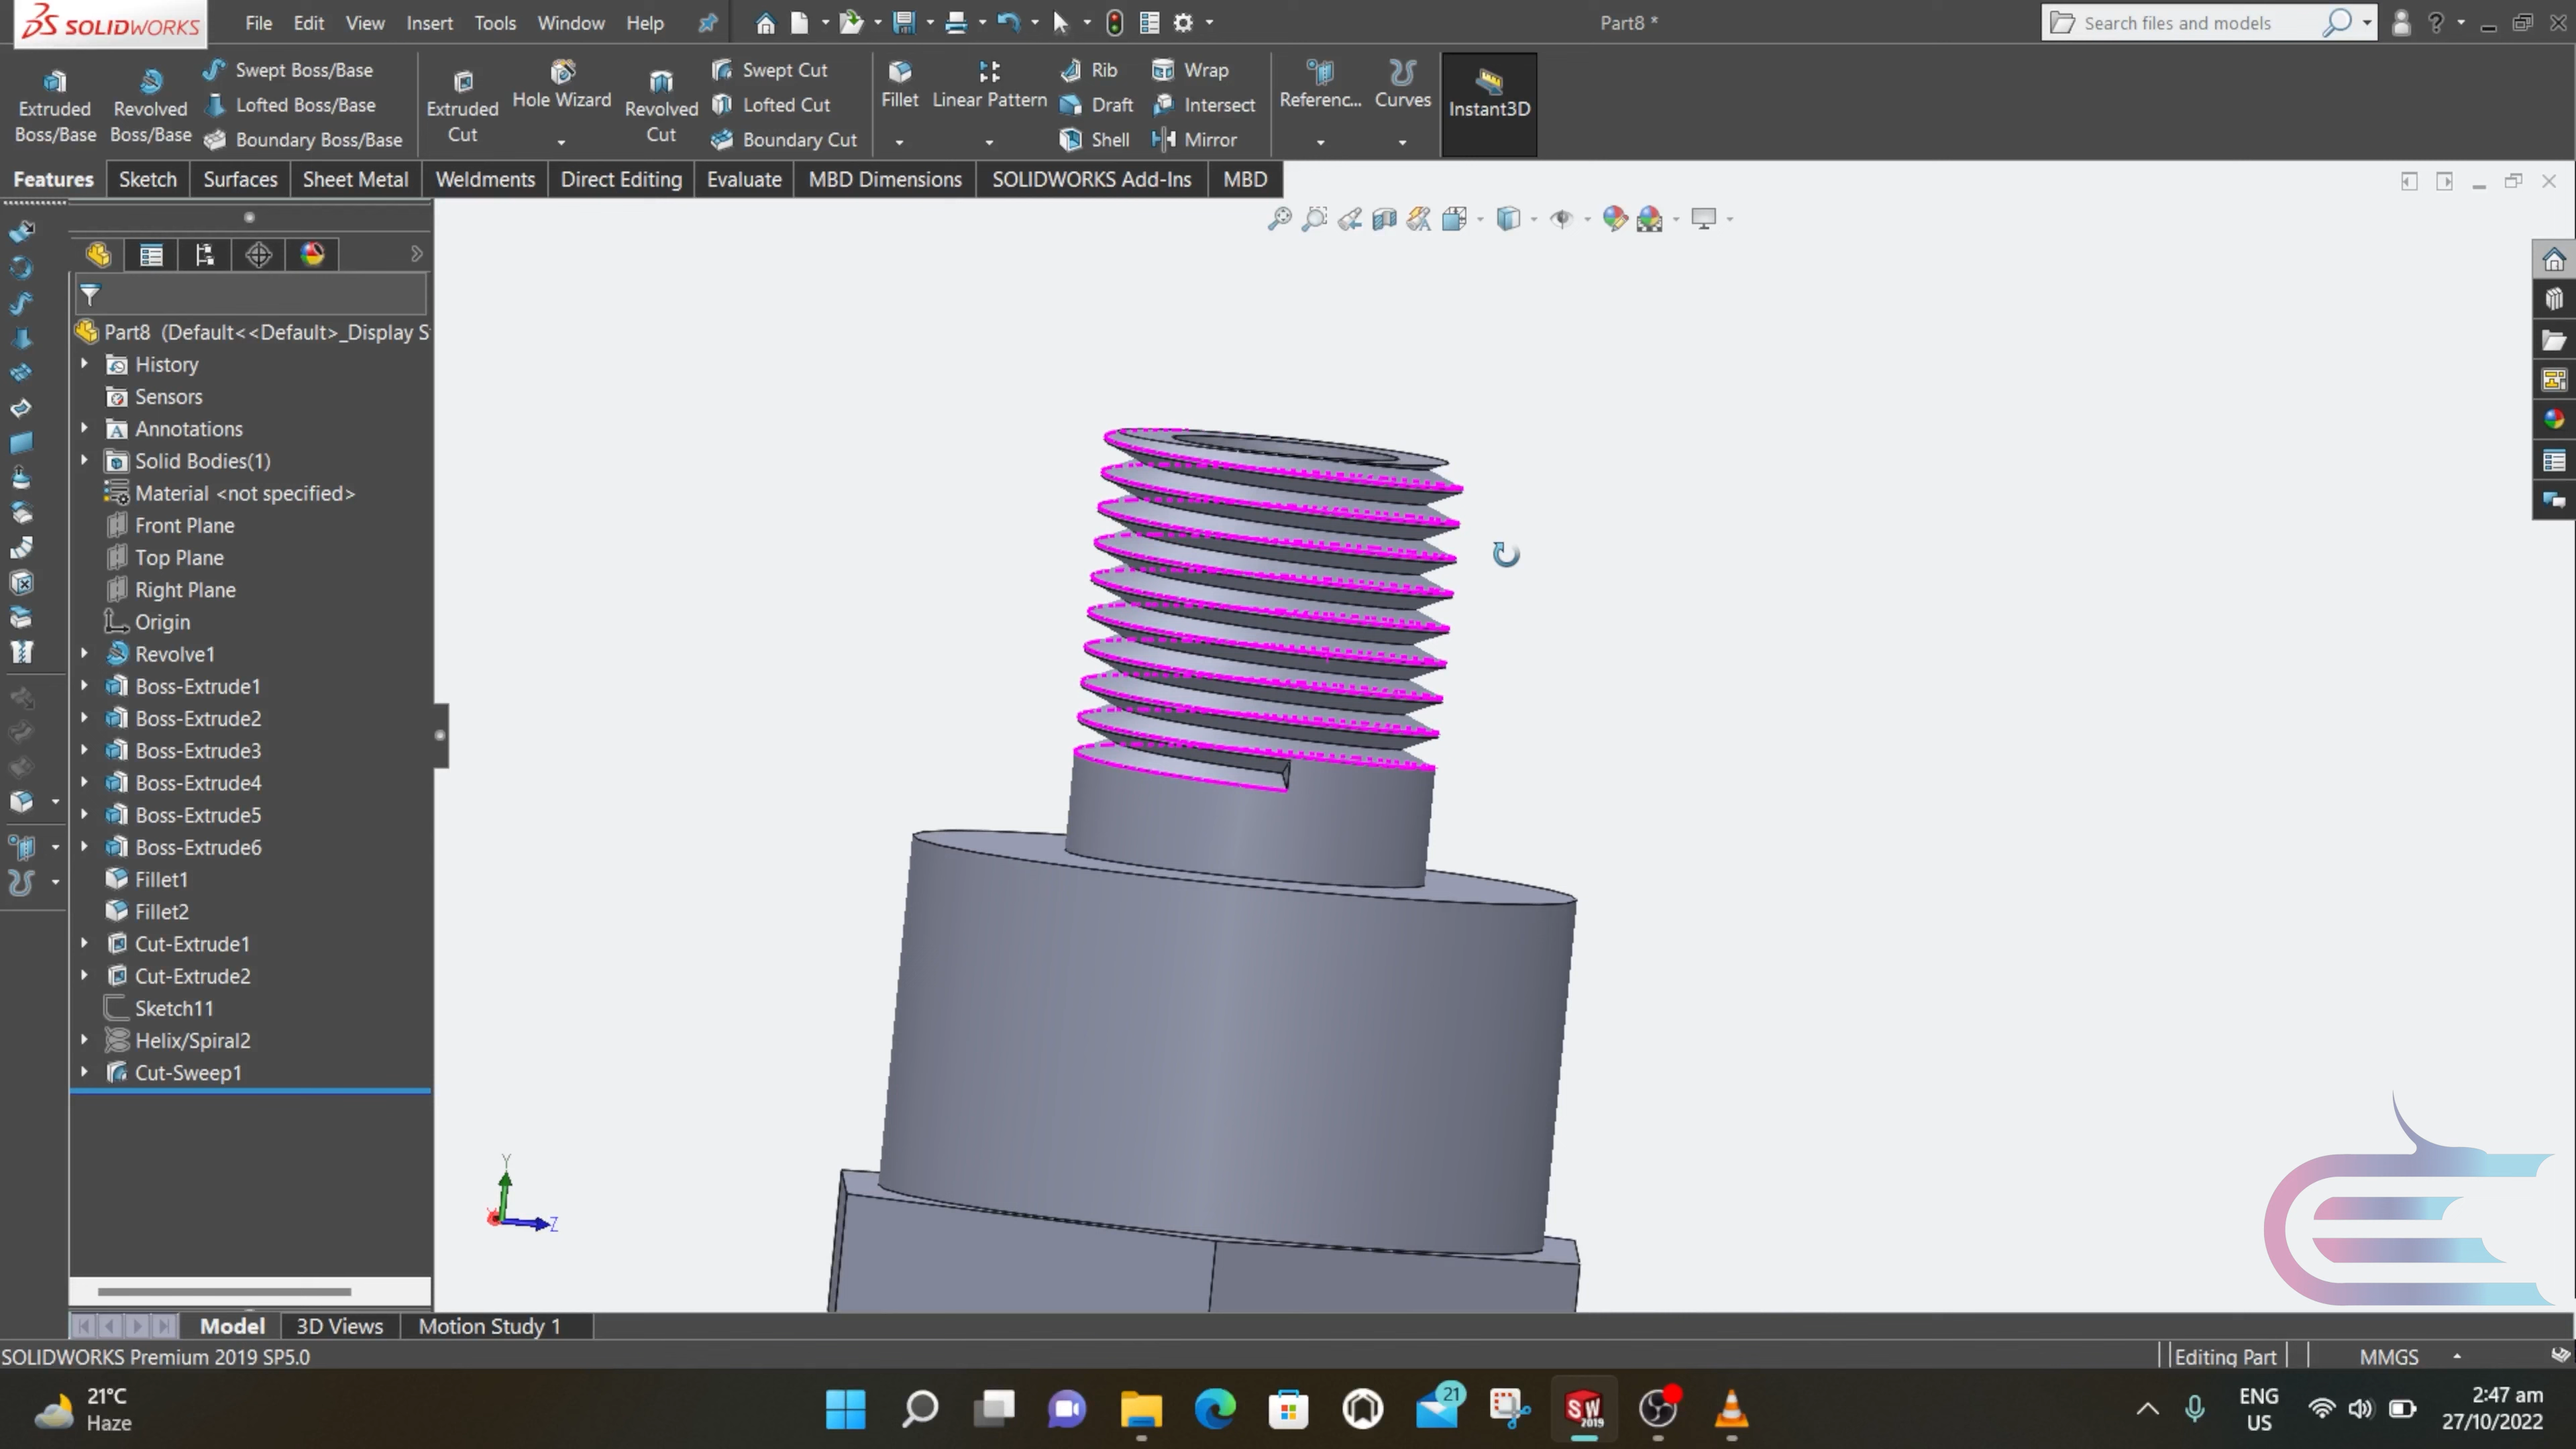 SOLIDWORKS File Edit View Insert Tools Window Help Part8 * Search files and models
Extruded Boss/Base
Revolved Boss/Base
Swept Boss/Base
Lofted Boss/Base
Boundary Boss/Base
Extruded Cut
Hole Wizard
Revolved Cut
Swept Cut
Lofted Cut
Boundary Cut
Fillet
Linear Pattern
Rib
Draft
Shell
Wrap
Intersect
Mirror
Referenc...
Curves
Instant3D
Features Sketch Surfaces Sheet Metal Weldments Direct Editing Evaluate MBD Dimensions SOLIDWORKS Add-Ins MBD
Part8 (Default<<Default>_Display S
History
Sensors
Annotations
Solid Bodies(1)
Material <not specified>
Front Plane
Top Plane
Right Plane
Origin
Revolve1
Boss-Extrude1
Boss-Extrude2
Boss-Extrude3
Boss-Extrude4
Boss-Extrude5
Boss-Extrude6
Fillet1
Fillet2
Cut-Extrude1
Cut-Extrude2
Sketch11
Helix/Spiral2
Cut-Sweep1
Y
Z
Model 3D Views Motion Study 1
SOLIDWORKS Premium 2019 SP5.0 Editing Part MMGS
21°C
Haze
21
SW
2019
ENG
US
2:47 am
27/10/2022